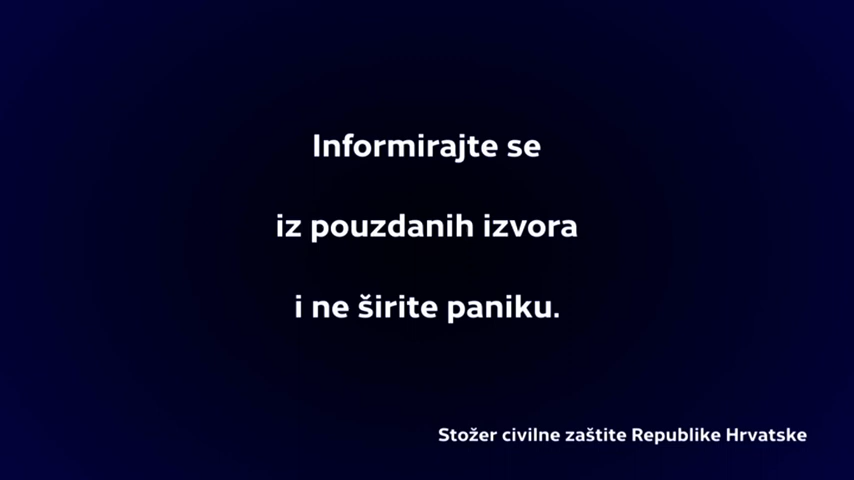 Informirajte se
iz pouzdanih izvora
i ne širite paniku.
Stožer civilne zaštite Republike Hrvatske